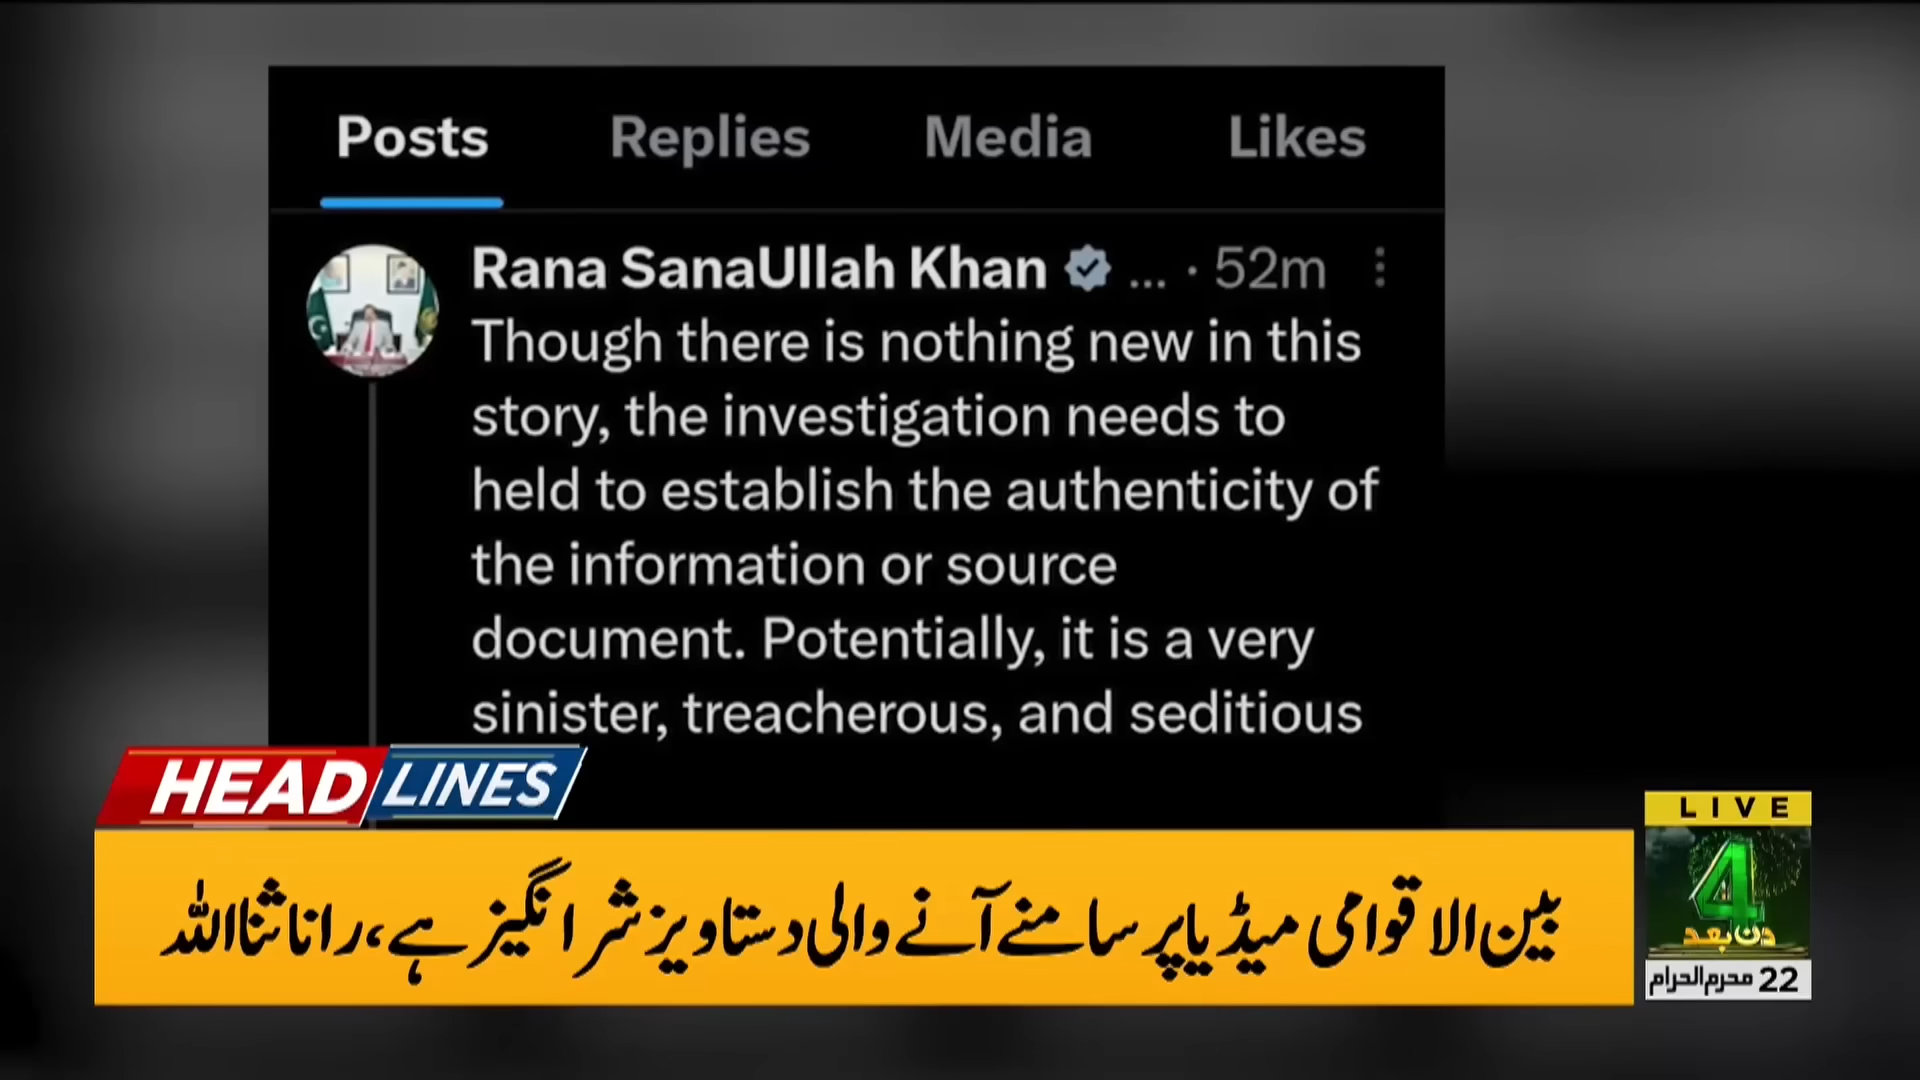 Posts Replies Media Likes
Rana SanaUllah Khan ... · 52m
Though there is nothing new in this
story, the investigation needs to
held to establish the authenticity of
the information or source
document. Potentially, it is a very
sinister, treacherous, and seditious
HEADLINES
بین الاقوامی میڈیا پر سامنے آنے والی دستاویز شر انگیز ہے، رانا ثنا اللہ
LIVE
4
دن بعد
22 محرم الحرام